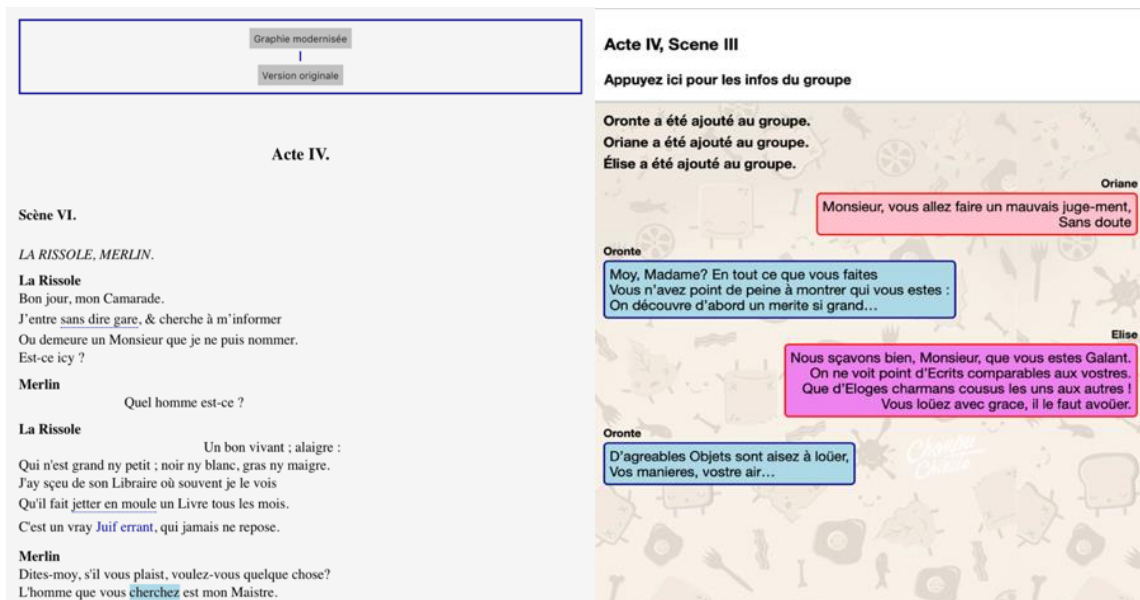 Graphie modernisée
|
Version originale
Acte IV.
Scène VI.
LA RISSOLE, MERLIN.
La Rissole
Bon jour, mon Camarade.
J'entre sans dire gare, & cherche à m'informer
Ou demeure un Monsieur que je ne puis nommer.
Est-ce icy ?
Merlin
Quel homme est-ce ?
La Rissole
Un bon vivant ; alaigre :
Qui n'est grand ny petit ; noir ny blanc, gras ny maigre.
J'ay sçeu de son Libraire où souvent je le vois
Qu'il fait jetter en moule un Livre tous les mois.
C'est un vray Juif errant, qui jamais ne repose.
Merlin
Dites-moy, s'il vous plaist, voulez-vous quelque chose?
L'homme que vous cherchez est mon Maistre.
Acte IV, Scene III
Appuyez ici pour les infos du groupe
Oronte a été ajouté au groupe.
Oriane a été ajouté au groupe.
Élise a été ajouté au groupe.
Oriane
Monsieur, vous allez faire un mauvais juge-ment,
Sans doute
Oronte
Moy, Madame? En tout ce que vous faites
Vous n'avez point de peine à montrer qui vous estes :
On découvre d'abord un merite si grand…
Elise
Nous sçavons bien, Monsieur, que vous estes Galant.
On ne voit point d'Ecrits comparables aux vostres.
Que d'Eloges charmans cousus les uns aux autres !
Vous loüez avec grace, il le faut avoüer.
Oronte
D'agreables Objets sont aisez à loüer,
Vos manieres, vostre air…